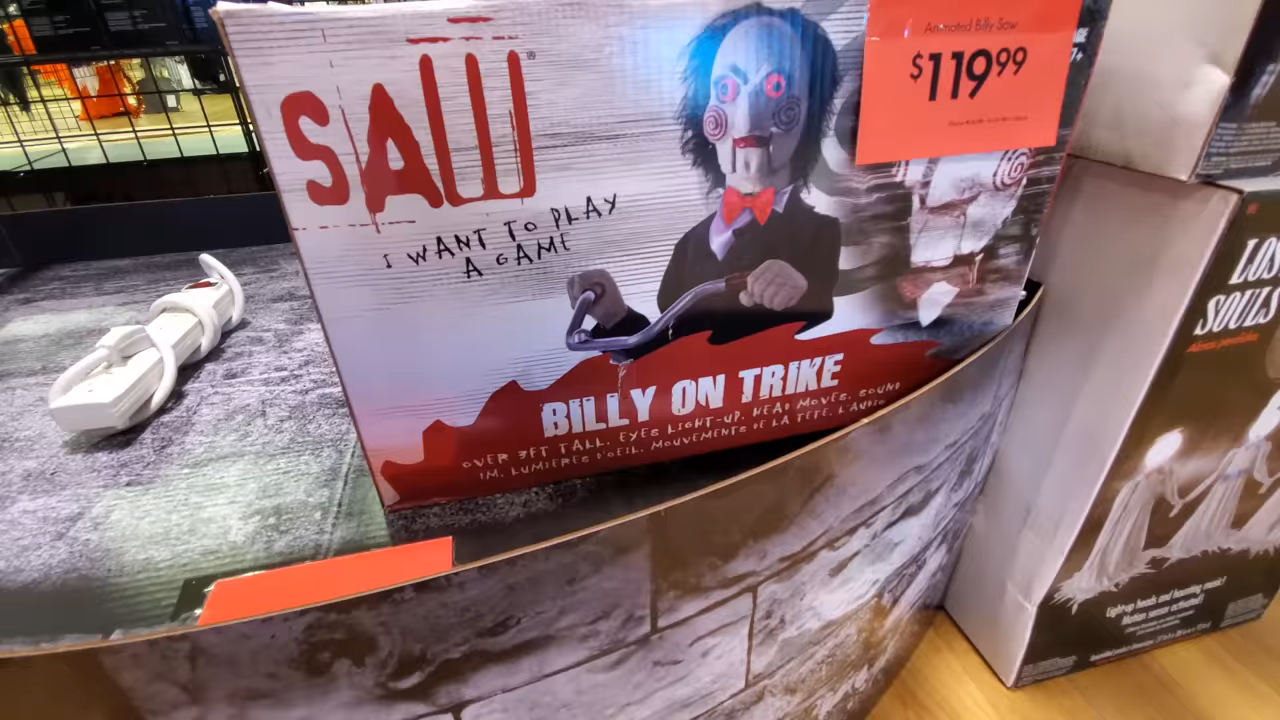 SAW®
I WANT TO PLAY
A GAME
Animated Billy Saw
$119.99
BILLY ON TRIKE
OVER 3FT TALL. EYES LIGHT-UP. HEAD MOVES. SOUND
1M. LUMIERES D'OEIL. MOUVEMENTS DE LA TETE. L'AUDIO
LOS
SOULS
Light-up heads and haunting music!
Motion sensor activated!